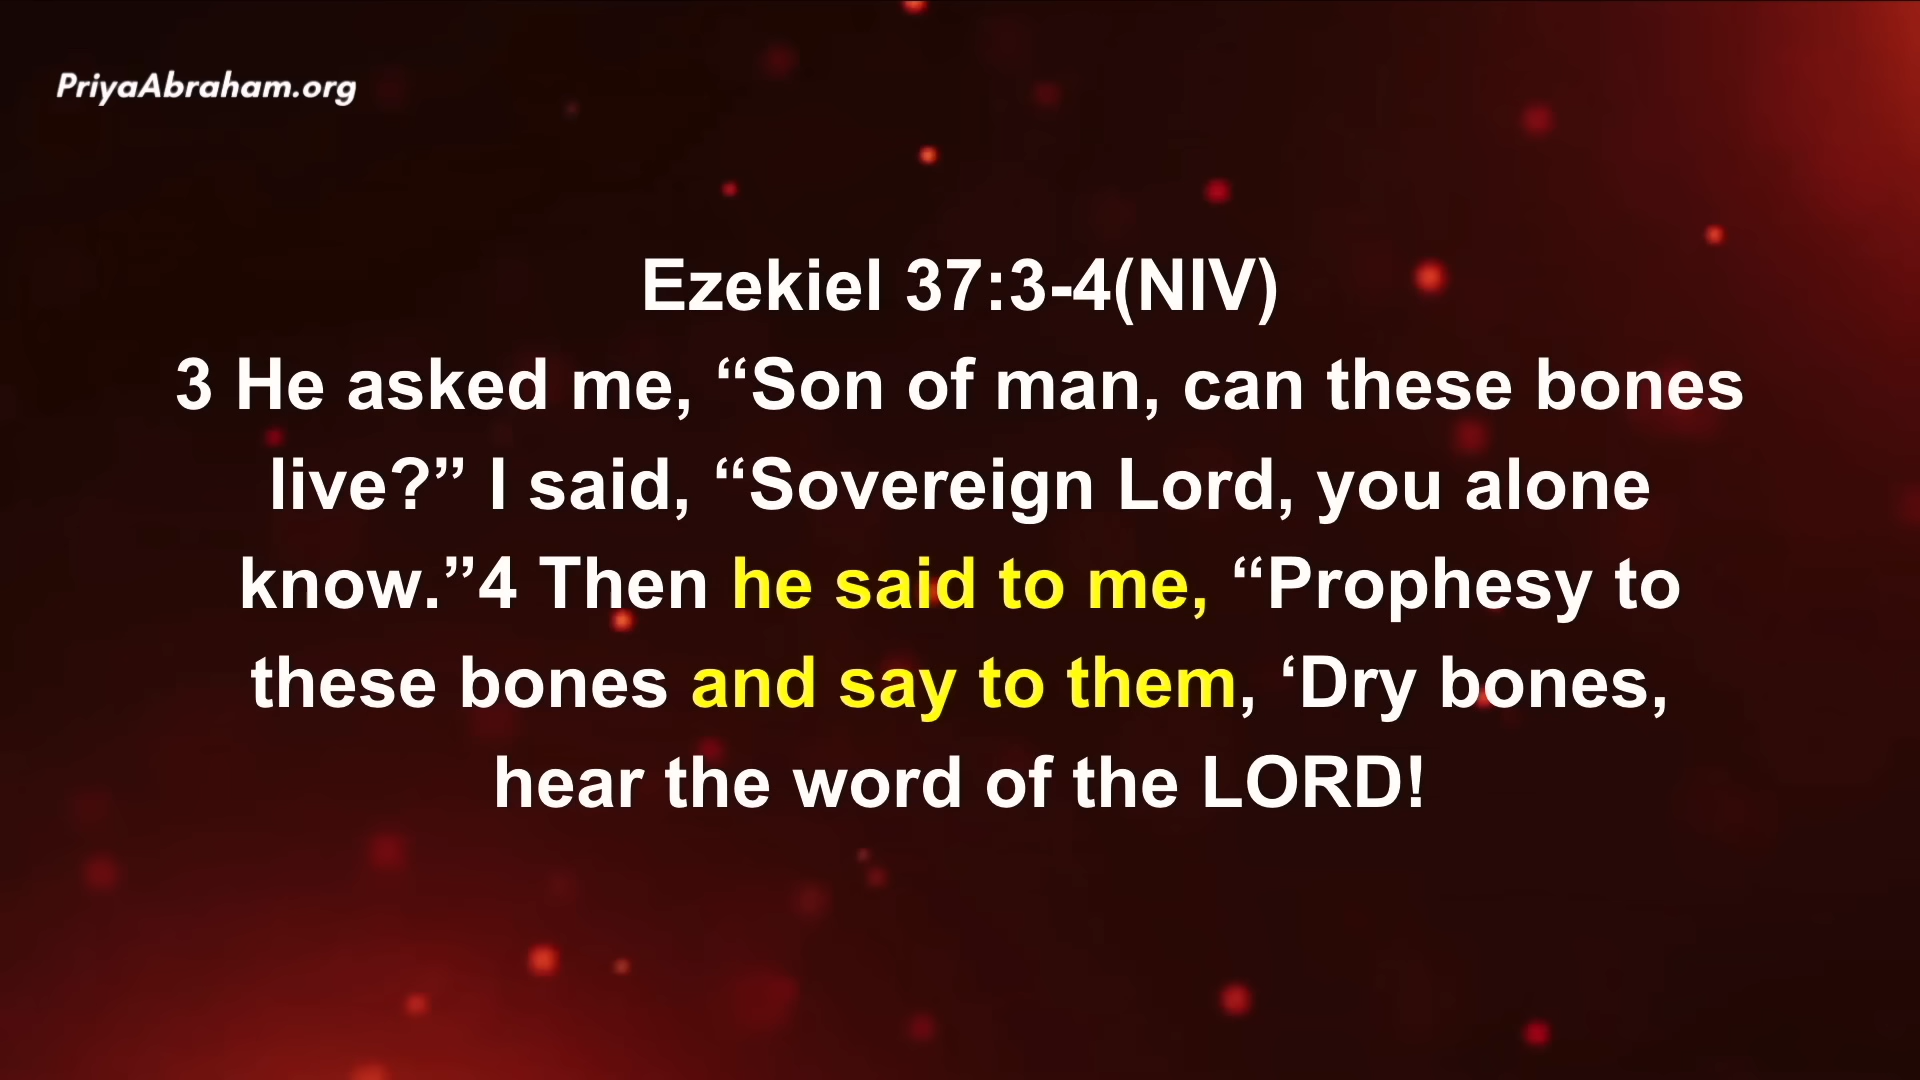 PriyaAbraham.org
Ezekiel 37:3-4(NIV)
3 He asked me, “Son of man, can these bones
live?” I said, “Sovereign Lord, you alone
know.”4 Then he said to me, “Prophesy to
these bones and say to them, ‘Dry bones,
hear the word of the LORD!